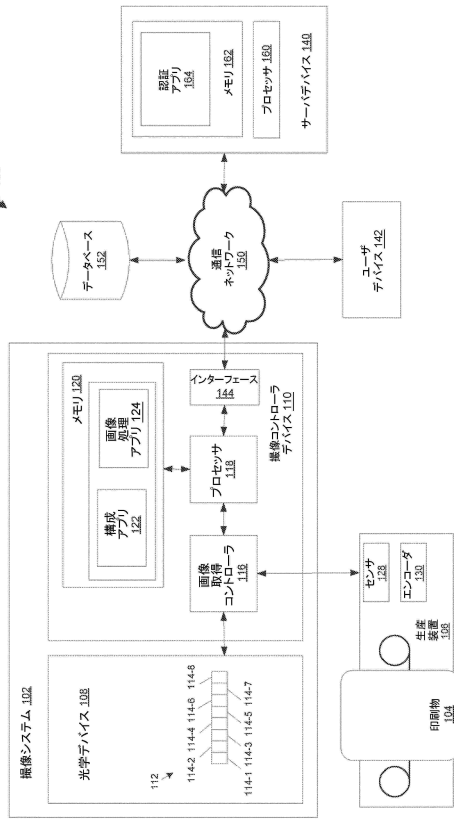 撮像システム 102
光学デバイス 108
112
114-2
114-4
114-6
114-8
114-1
114-3
114-5
114-7
メモリ 120
構成
アプリ
122
画像
処理
アプリ 124
画像
取得
コントローラ
116
プロセッサ
118
インターフェース
144
撮像コントローラ
デバイス 110
印刷物
104
生産
装置
106
センサ
128
エンコーダ
130
データベース
152
通信
ネットワーク
150
ユーザ
デバイス 142
認証
アプリ
164
メモリ 162
プロセッサ 160
サーバデバイス 140